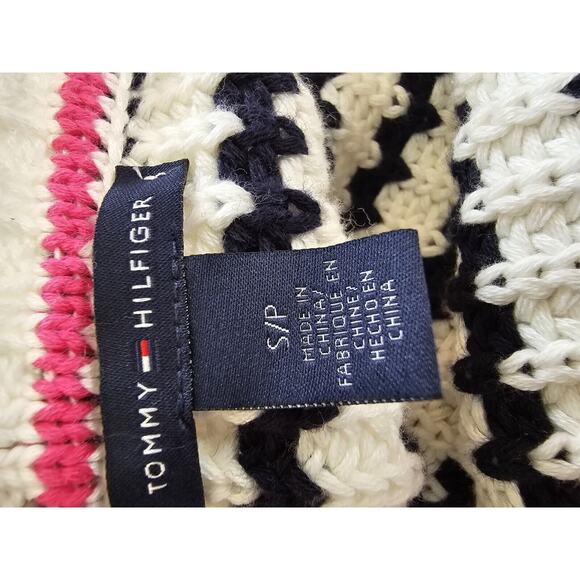 TOMMY HILFIGER
S/P
MADE IN
CHINA/
FABRIQUE EN
CHINE/
HECHO EN
CHINA